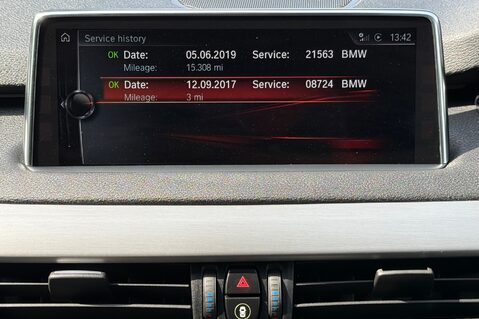 Service history
13:42
OK Date: 05.06.2019 Service: 21563 BMW
Mileage: 15.308 mi
OK Date: 12.09.2017 Service: 08724 BMW
Mileage: 3 mi